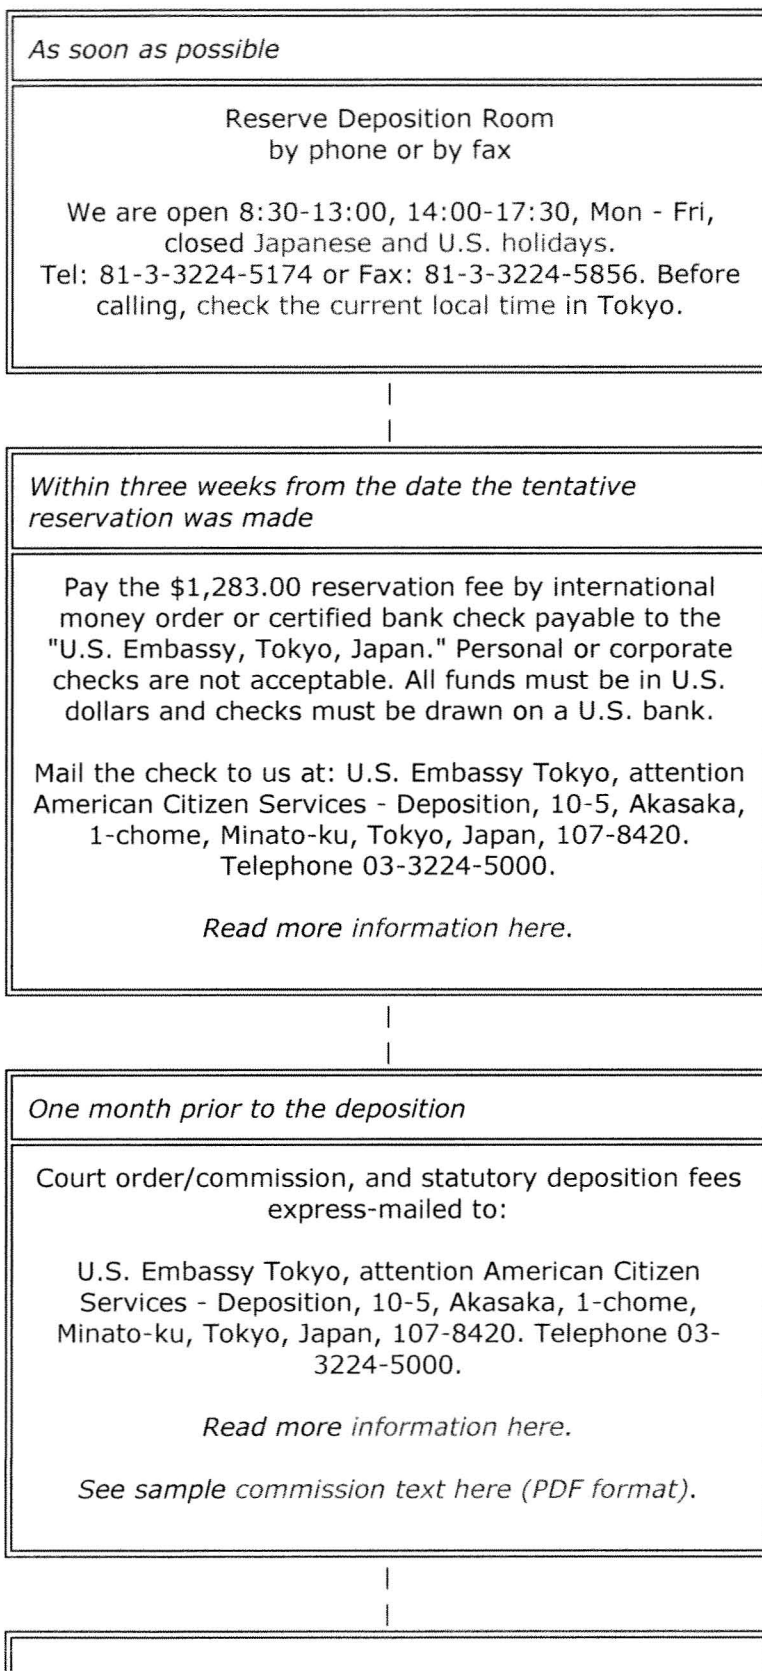 As soon as possible
Reserve Deposition Room
by phone or by fax
We are open 8:30-13:00, 14:00-17:30, Mon - Fri,
closed Japanese and U.S. holidays.
Tel: 81-3-3224-5174 or Fax: 81-3-3224-5856. Before
calling, check the current local time in Tokyo.
Within three weeks from the date the tentative
reservation was made
Pay the $1,283.00 reservation fee by international
money order or certified bank check payable to the
"U.S. Embassy, Tokyo, Japan." Personal or corporate
checks are not acceptable. All funds must be in U.S.
dollars and checks must be drawn on a U.S. bank.
Mail the check to us at: U.S. Embassy Tokyo, attention
American Citizen Services - Deposition, 10-5, Akasaka,
1-chome, Minato-ku, Tokyo, Japan, 107-8420.
Telephone 03-3224-5000.
Read more information here.
One month prior to the deposition
Court order/commission, and statutory deposition fees
express-mailed to:
U.S. Embassy Tokyo, attention American Citizen
Services - Deposition, 10-5, Akasaka, 1-chome,
Minato-ku, Tokyo, Japan, 107-8420. Telephone 03-
3224-5000.
Read more information here.
See sample commission text here (PDF format).